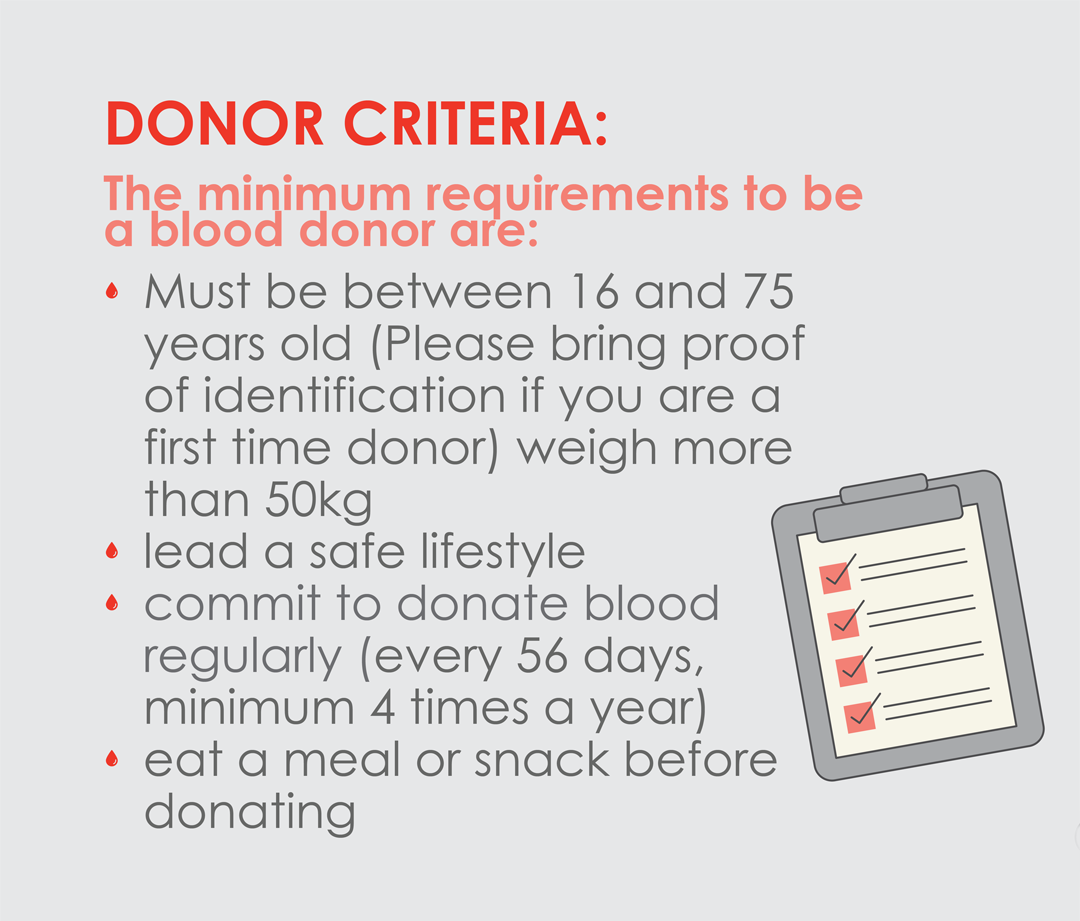 DONOR CRITERIA:
The minimum requirements to be
a blood donor are:
Must be between 16 and 75
years old (Please bring proof
of identification if you are a
first time donor) weigh more
than 50kg
lead a safe lifestyle
commit to donate blood
regularly (every 56 days,
minimum 4 times a year)
eat a meal or snack before
donating